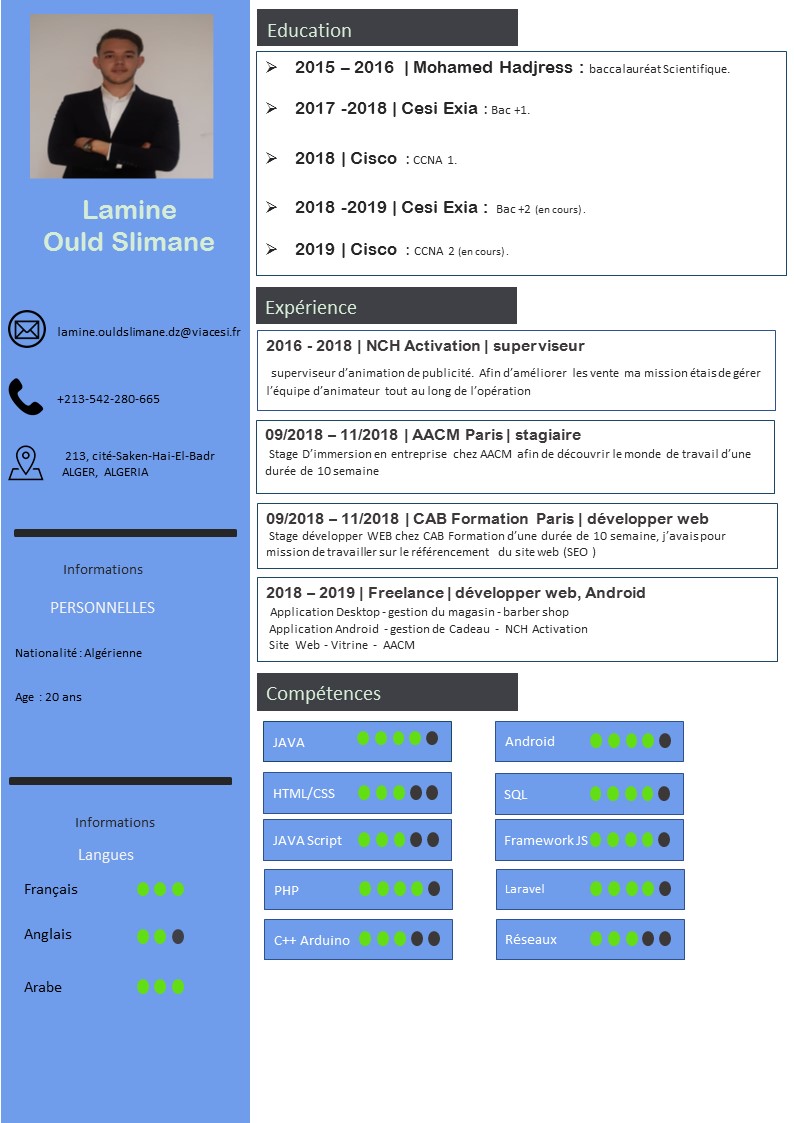 Lamine
Ould Slimane
lamine.ouldslimane.dz@viacesi.fr
+213-542-280-665
213, cité-Saken-Hai-El-Badr
ALGER, ALGERIA
Informations
PERSONNELLES
Nationalité : Algérienne
Age : 20 ans
Informations
Langues
Français
Anglais
Arabe
Education
2015 – 2016 | Mohamed Hadjress : baccalauréat Scientifique.
2017 -2018 | Cesi Exia : Bac +1.
2018 | Cisco : CCNA 1.
2018 -2019 | Cesi Exia : Bac +2 (en cours).
2019 | Cisco : CCNA 2 (en cours).
Expérience
2016 - 2018 | NCH Activation | superviseur
superviseur d’animation de publicité. Afin d’améliorer les vente ma mission étais de gérer
l’équipe d’animateur tout au long de l’opération
09/2018 – 11/2018 | AACM Paris | stagiaire
Stage D’immersion en entreprise chez AACM afin de découvrir le monde de travail d’une
durée de 10 semaine
09/2018 – 11/2018 | CAB Formation Paris | développer web
Stage développer WEB chez CAB Formation d’une durée de 10 semaine, j’avais pour
mission de travailler sur le référencement du site web (SEO )
2018 – 2019 | Freelance | développer web, Android
Application Desktop - gestion du magasin - barber shop
Application Android - gestion de Cadeau - NCH Activation
Site Web - Vitrine - AACM
Compétences
JAVA
Android
HTML/CSS
SQL
JAVA Script
Framework JS
PHP
Laravel
C++ Arduino
Réseaux